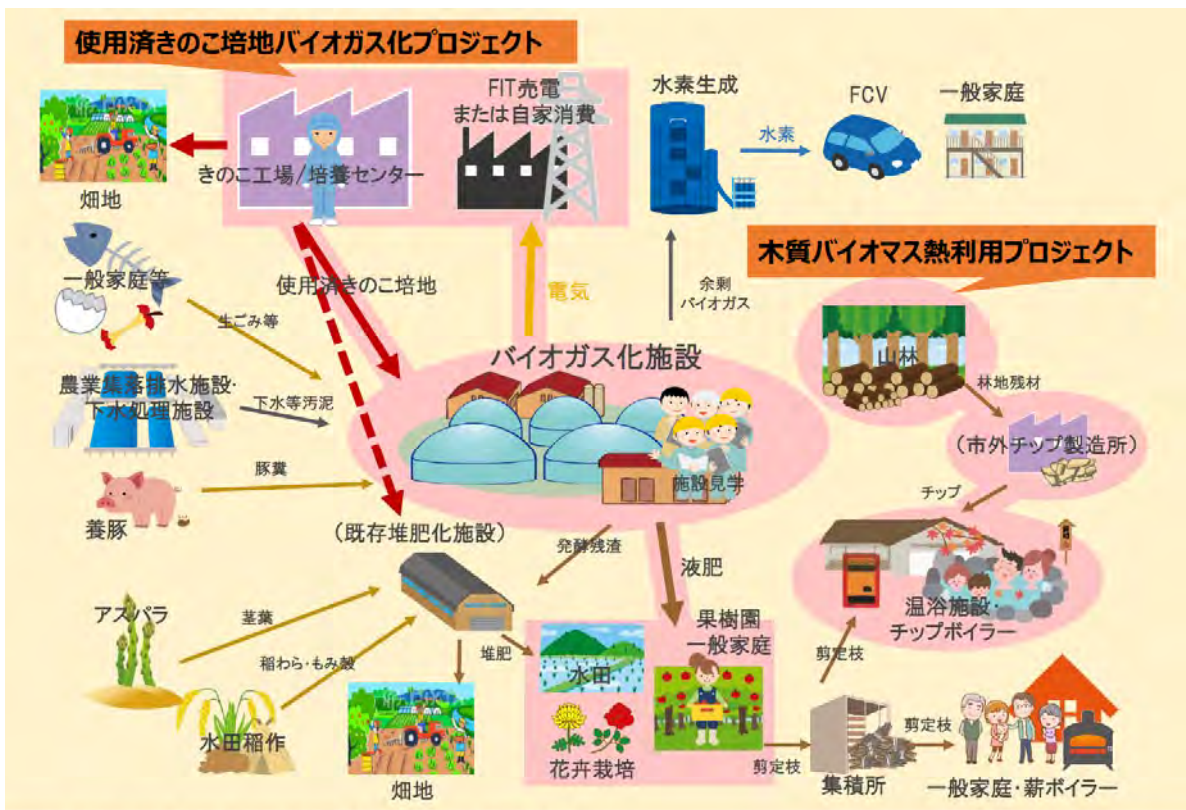 使用済きのこ培地バイオガス化プロジェクト
FIT売電
または自家消費
水素生成
FCV
一般家庭
水素
きのこ工場/培養センター
畑地
木質バイオマス熱利用プロジェクト
一般家庭等
使用済きのこ培地
電気
余剰
バイオガス
生ごみ等
バイオガス化施設
山林
林地残材
農業集落排水施設・
下水処理施設
下水等汚泥
(市外チップ製造所)
豚糞
施設見学
チップ
養豚
(既存堆肥化施設)
発酵残渣
液肥
温浴施設・
チップボイラー
アスパラ
茎葉
果樹園
一般家庭
稲わら・もみ殻
堆肥
水田
剪定枝
水田稲作
花卉栽培
剪定枝
剪定枝
畑地
集積所
一般家庭・薪ボイラー